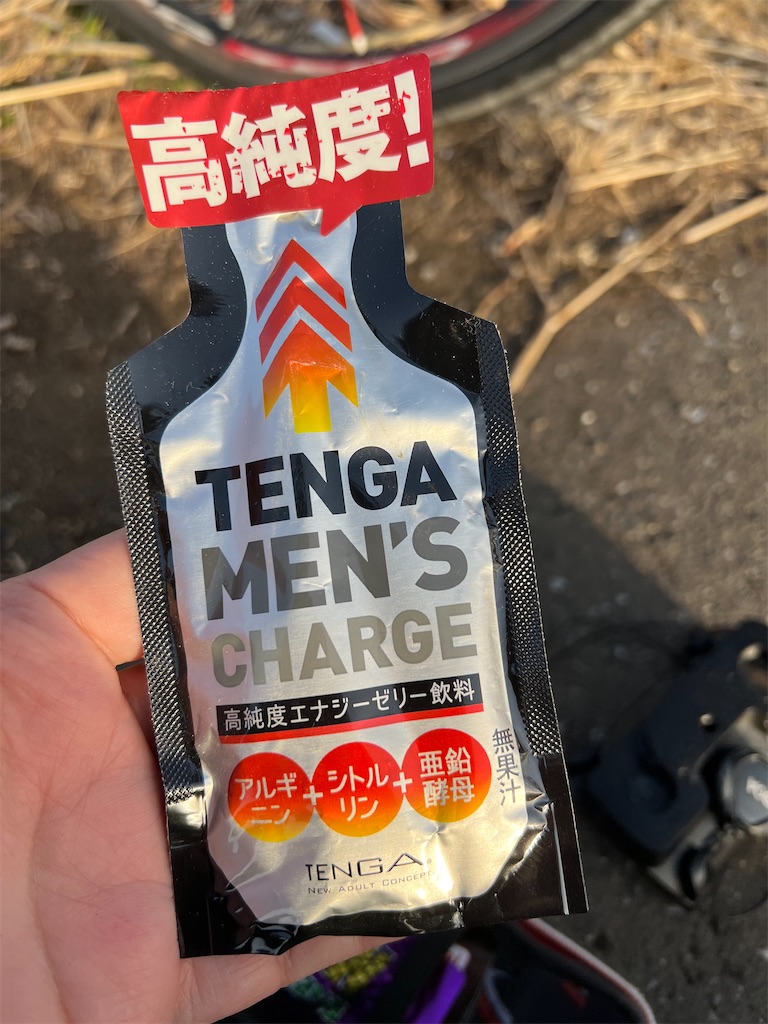 高純度!
TENGA
MEN'S
CHARGE
高純度エナジーゼリー飲料
アルギ
ニン
+
シトル
リン
+
亜鉛
酵母
無果汁
TENGA
NEW ADULT CONCEPT